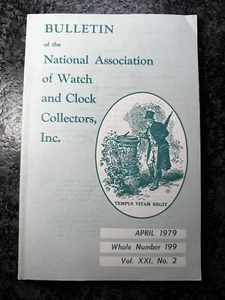 BULLETIN
of the
National Association
of Watch
and Clock
Collectors,
Inc.
TEMPUS VITAM REGIT
APRIL 1979
Whole Number 199
Vol. XXI, No. 2